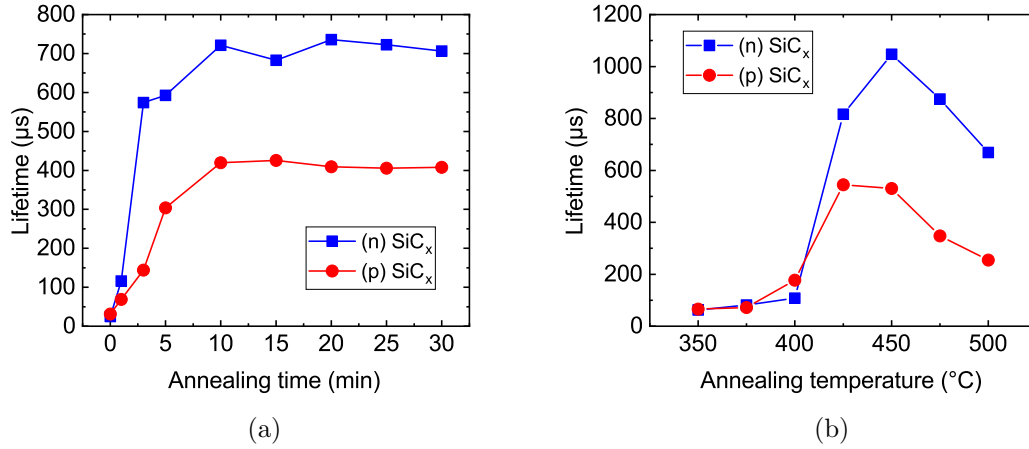 800
700
600
500
400
300
200
100
0
Lifetime (µs)
(n) SiCₓ
(p) SiCₓ
0 5 10 15 20 25 30
Annealing time (min)
(a)
1200
1000
800
600
400
200
0
Lifetime (µs)
(n) SiCₓ
(p) SiCₓ
350 400 450 500
Annealing temperature (°C)
(b)